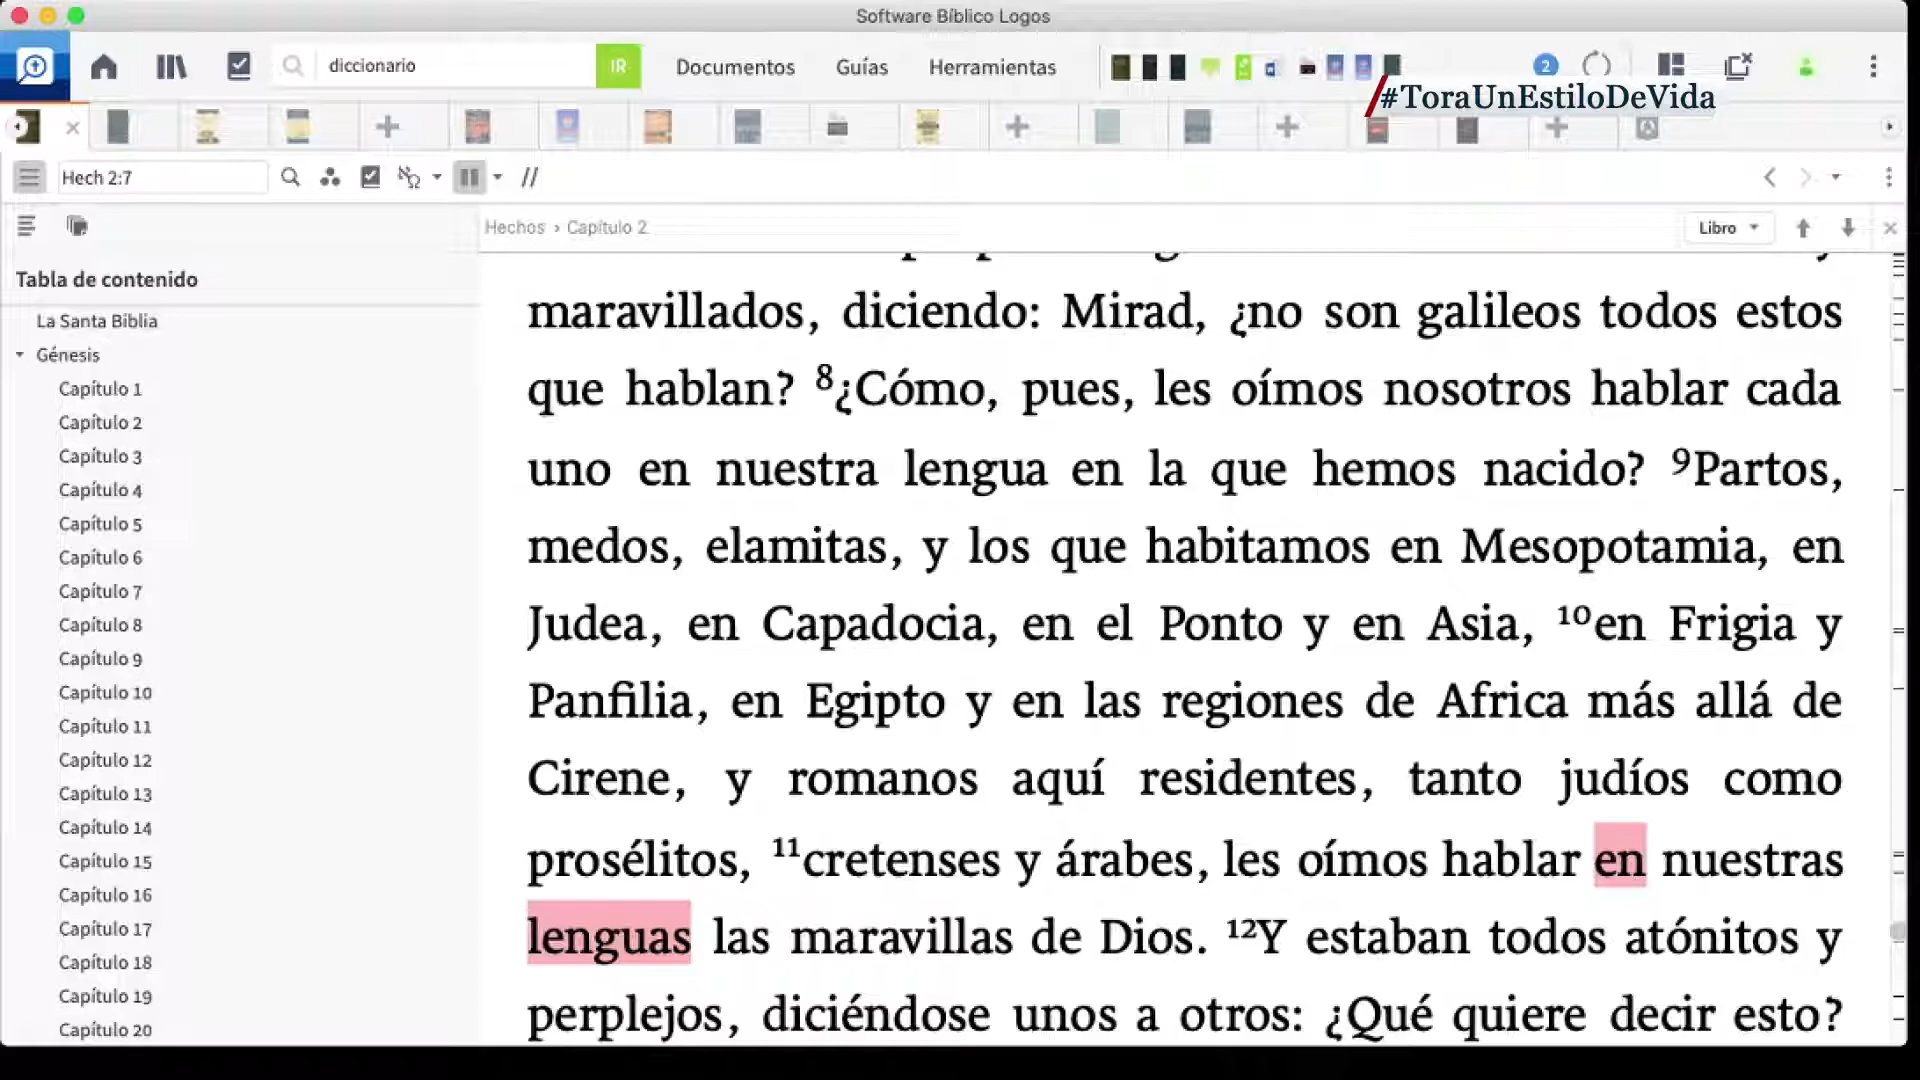 Software Bíblico Logos
diccionario
IR
Documentos
Guías
Herramientas
2
#ToraUnEstiloDeVida
Hech 2:7
Hechos › Capítulo 2
Libro
Tabla de contenido
La Santa Biblia
Génesis
Capítulo 1
Capítulo 2
Capítulo 3
Capítulo 4
Capítulo 5
Capítulo 6
Capítulo 7
Capítulo 8
Capítulo 9
Capítulo 10
Capítulo 11
Capítulo 12
Capítulo 13
Capítulo 14
Capítulo 15
Capítulo 16
Capítulo 17
Capítulo 18
Capítulo 19
Capítulo 20
maravillados, diciendo: Mirad, ¿no son galileos todos estos
que hablan? 8¿Cómo, pues, les oímos nosotros hablar cada
uno en nuestra lengua en la que hemos nacido? 9Partos,
medos, elamitas, y los que habitamos en Mesopotamia, en
Judea, en Capadocia, en el Ponto y en Asia, 10en Frigia y
Panfilia, en Egipto y en las regiones de Africa más allá de
Cirene, y romanos aquí residentes, tanto judíos como
prosélitos, 11cretenses y árabes, les oímos hablar en nuestras
lenguas las maravillas de Dios. 12Y estaban todos atónitos y
perplejos, diciéndose unos a otros: ¿Qué quiere decir esto?